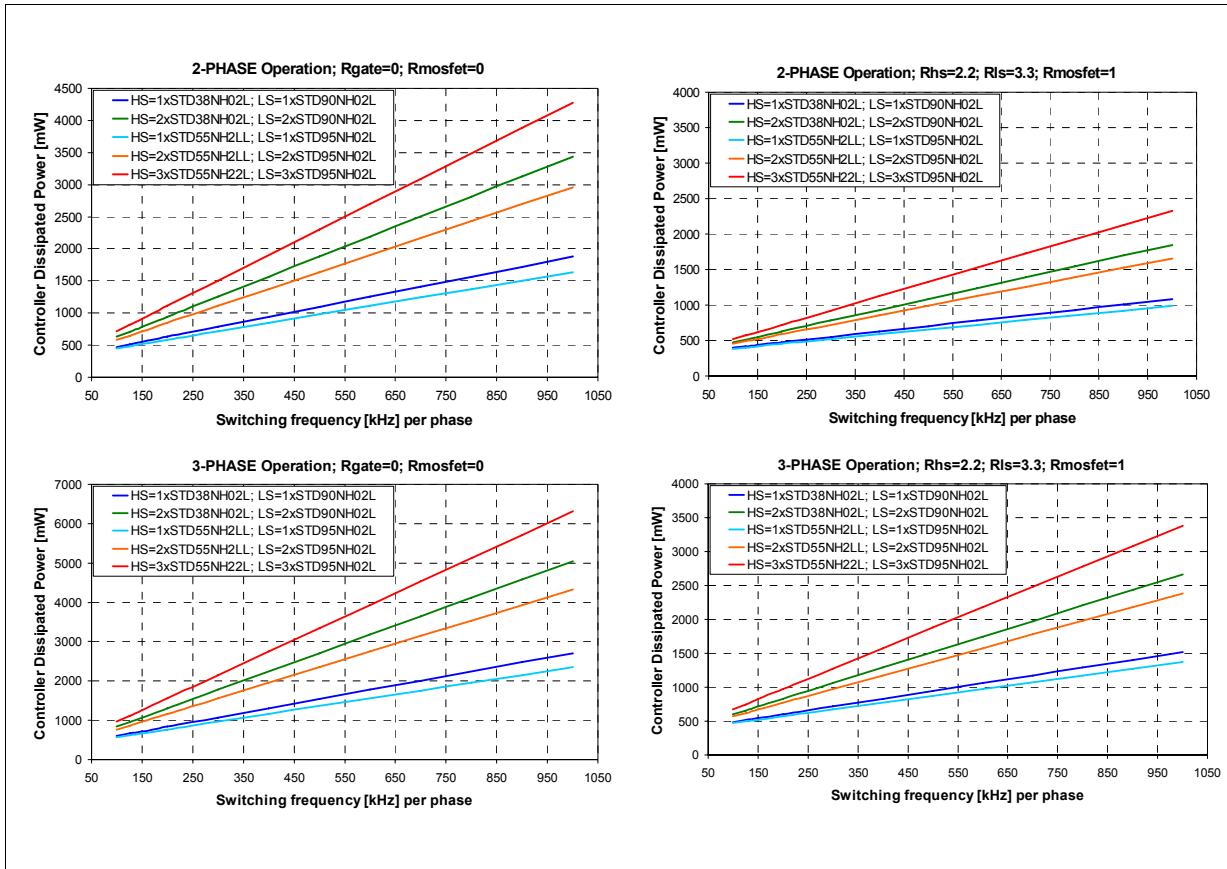 2-PHASE Operation; Rgate=0; Rmosfet=0
Controller Dissipated Power [mW]
4500
4000
3500
3000
2500
2000
1500
1000
500
0
HS=1xSTD38NH02L; LS=1xSTD90NH02L
HS=2xSTD38NH02L; LS=2xSTD90NH02L
HS=1xSTD55NH2LL; LS=1xSTD95NH02L
HS=2xSTD55NH2LL; LS=2xSTD95NH02L
HS=3xSTD55NH22L; LS=3xSTD95NH02L
50 150 250 350 450 550 650 750 850 950 1050
Switching frequency [kHz] per phase
2-PHASE Operation; Rhs=2.2; Rls=3.3; Rmosfet=1
Controller Dissipated Power [mW]
4000
3500
3000
2500
2000
1500
1000
500
0
HS=1xSTD38NH02L; LS=1xSTD90NH02L
HS=2xSTD38NH02L; LS=2xSTD90NH02L
HS=1xSTD55NH2LL; LS=1xSTD95NH02L
HS=2xSTD55NH2LL; LS=2xSTD95NH02L
HS=3xSTD55NH22L; LS=3xSTD95NH02L
50 150 250 350 450 550 650 750 850 950 1050
Switching frequency [kHz] per phase
3-PHASE Operation; Rgate=0; Rmosfet=0
Controller Dissipated Power [mW]
7000
6000
5000
4000
3000
2000
1000
0
HS=1xSTD38NH02L; LS=1xSTD90NH02L
HS=2xSTD38NH02L; LS=2xSTD90NH02L
HS=1xSTD55NH2LL; LS=1xSTD95NH02L
HS=2xSTD55NH2LL; LS=2xSTD95NH02L
HS=3xSTD55NH22L; LS=3xSTD95NH02L
50 150 250 350 450 550 650 750 850 950 1050
Switching frequency [kHz] per phase
3-PHASE Operation; Rhs=2.2; Rls=3.3; Rmosfet=1
Controller Dissipated Power [mW]
4000
3500
3000
2500
2000
1500
1000
500
0
HS=1xSTD38NH02L; LS=1xSTD90NH02L
HS=2xSTD38NH02L; LS=2xSTD90NH02L
HS=1xSTD55NH2LL; LS=1xSTD95NH02L
HS=2xSTD55NH2LL; LS=2xSTD95NH02L
HS=3xSTD55NH22L; LS=3xSTD95NH02L
50 150 250 350 450 550 650 750 850 950 1050
Switching frequency [kHz] per phase